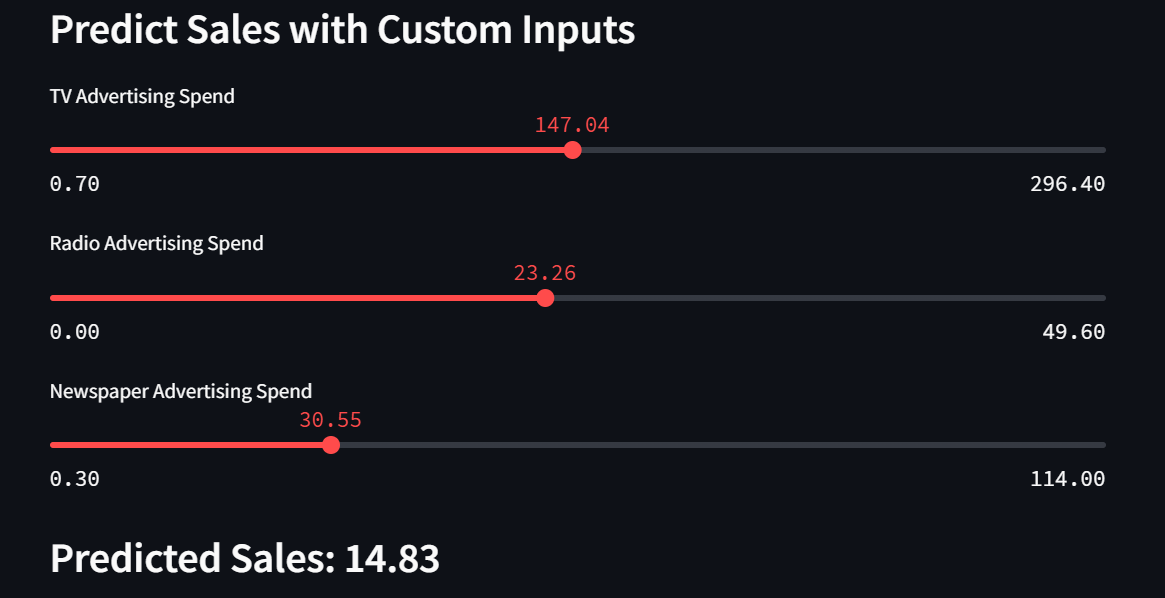 Predict Sales with Custom Inputs
TV Advertising Spend
147.04
0.70 296.40
Radio Advertising Spend
23.26
0.00 49.60
Newspaper Advertising Spend
30.55
0.30 114.00
Predicted Sales: 14.83